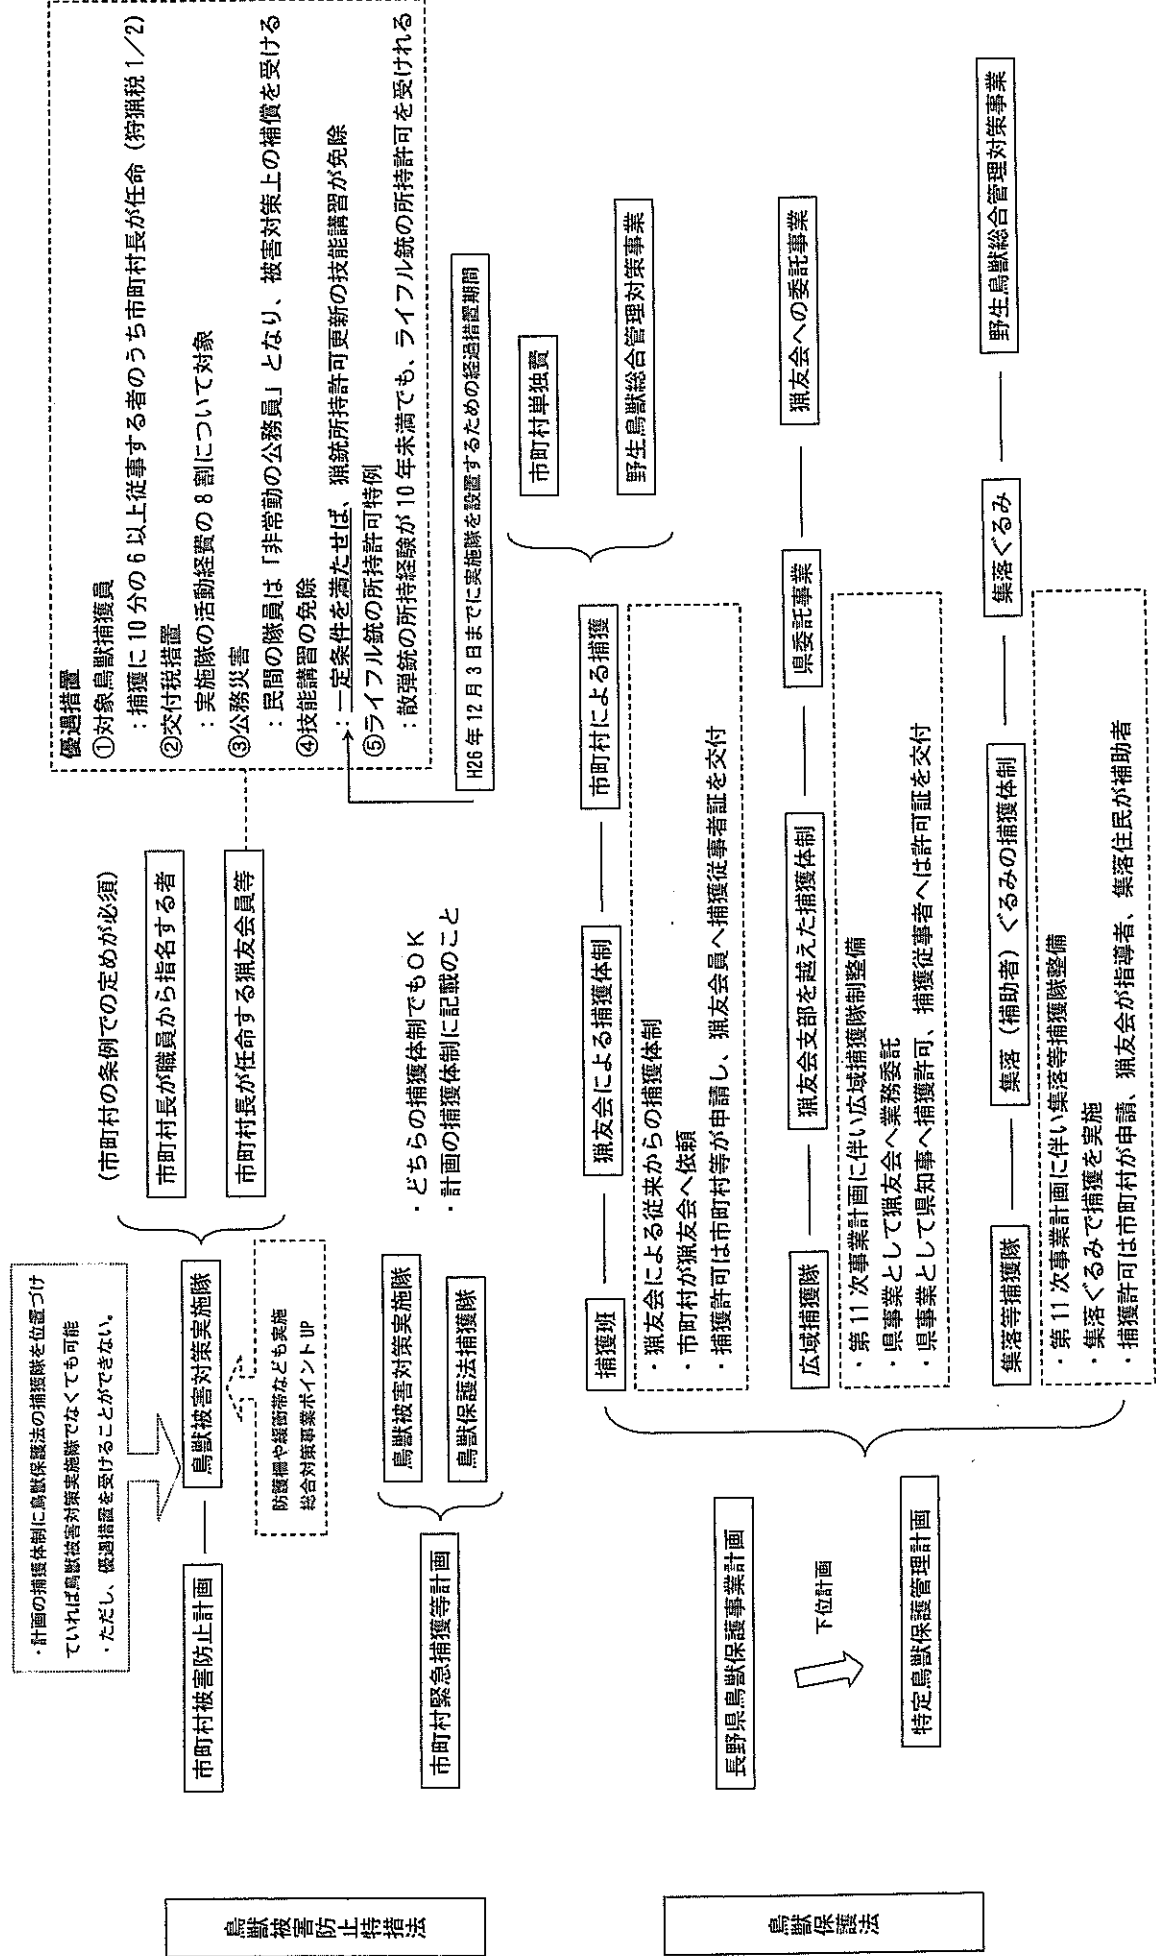 鳥獣被害防止特措法
・計画の捕獲体制に鳥獣保護法の捕獲隊を位置づけ
ていれば鳥獣被害対策実施隊でなくても可能
・ただし、優遇措置を受けることができない。
市町村被害防止計画
鳥獣被害対策実施隊
防護柵や緩衝帯なども実施
総合対策事業ポイントUP
(市町村の条例での定めが必須)
市町村長が職員から指名する者
市町村長が任命する猟友会員等
優遇措置
①対象鳥獣捕獲員
：捕獲に10分の6以上従事する者のうち市町村長が任命（狩猟税1/2）
②交付税措置
：実施隊の活動経費の8割について対象
③公務災害
：民間の隊員は「非常勤の公務員」となり、被害対策上の補償を受ける
④技能講習の免除
：一定条件を満たせば、猟銃所持許可更新の技能講習が免除
⑤ライフル銃の所持許可特例
：散弾銃の所持経験が10年未満でも、ライフル銃の所持許可を受けれる
H26年12月3日までに実施隊を設置するための経過措置期間
市町村緊急捕獲等計画
鳥獣被害対策実施隊
鳥獣保護法捕獲隊
・どちらの捕獲体制でもＯＫ
・計画の捕獲体制に記載のこと
鳥獣保護法
長野県鳥獣保護事業計画
下位計画
特定鳥獣保護管理計画
捕獲班
猟友会による捕獲体制
市町村による捕獲
市町村単独費
野生鳥獣総合管理対策事業
・猟友会による従来からの捕獲体制
・市町村が猟友会へ依頼
・捕獲許可は市町村等が申請し、猟友会員へ捕獲従事者証を交付
広域捕獲隊
猟友会支部を越えた捕獲体制
県委託事業
猟友会への委託事業
・第11次事業計画に伴い広域捕獲隊制整備
・県事業として猟友会へ業務委託
・県事業として県知事へ捕獲許可、捕獲従事者へは許可証を交付
集落等捕獲隊
集落（補助者）ぐるみの捕獲体制
集落ぐるみ
野生鳥獣総合管理対策事業
・第11次事業計画に伴い集落等捕獲隊整備
・集落ぐるみで捕獲を実施
・捕獲許可は市町村が申請、猟友会が指導者、集落住民が補助者